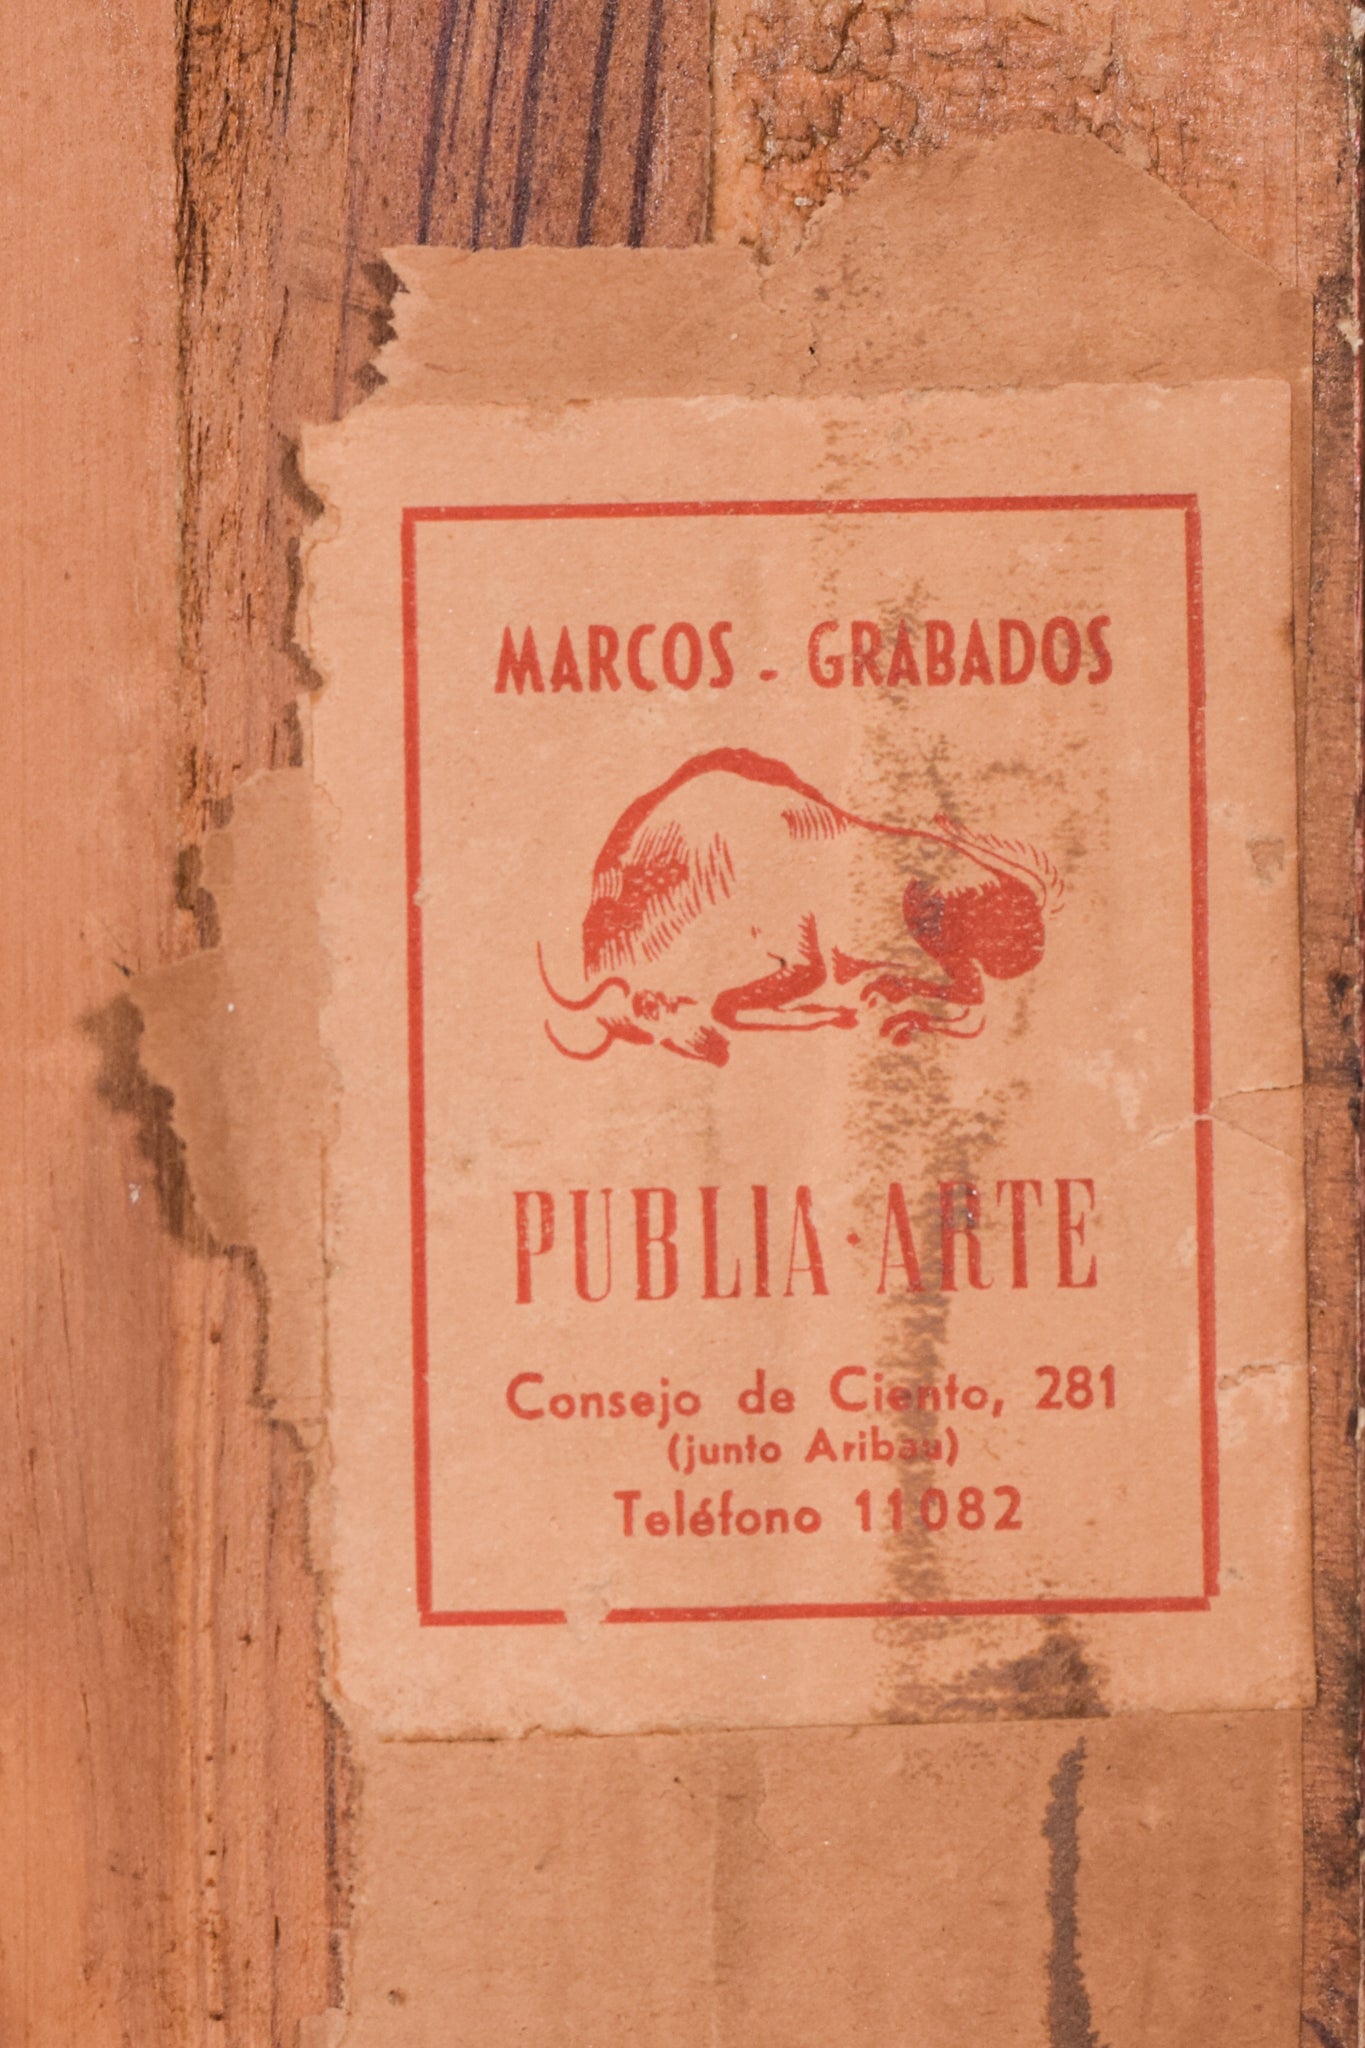 MARCOS - GRABADOS
PUBLIA·ARTE
Consejo de Ciento, 281
(junto Aribau)
Teléfono 11082